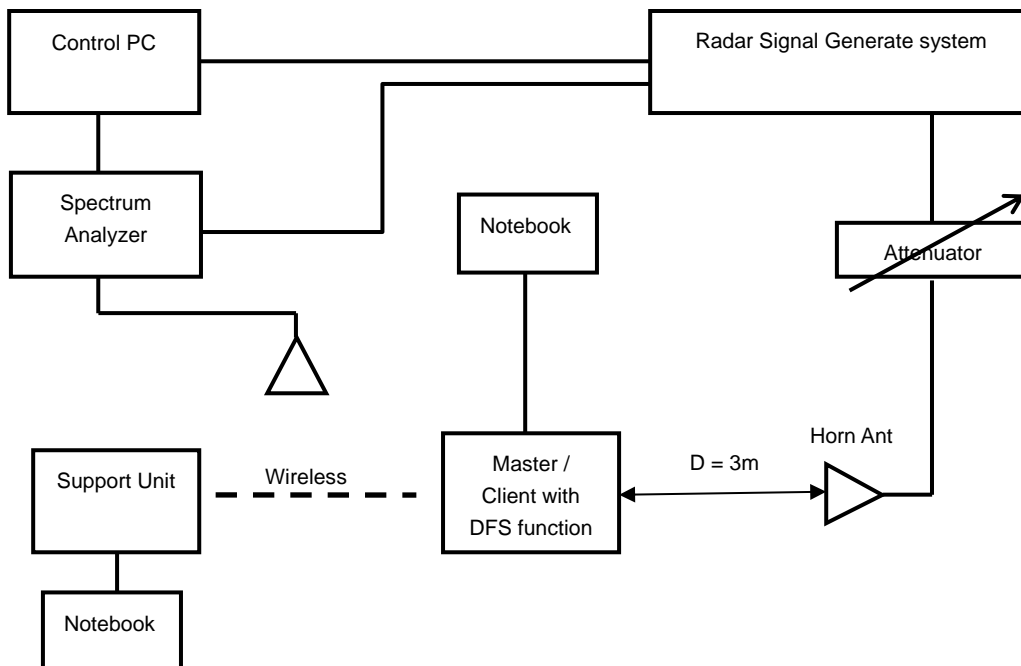 Control PC
Radar Signal Generate system
Spectrum
Analyzer
Notebook
Attenuator
Horn Ant
D = 3m
Master /
Client with
DFS function
Wireless
Support Unit
Notebook